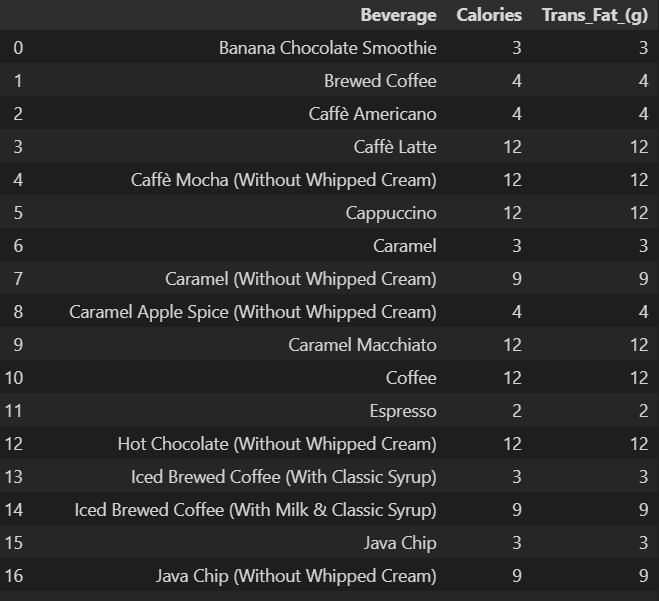 Beverage Calories Trans_Fat_(g)
0 Banana Chocolate Smoothie 3 3
1 Brewed Coffee 4 4
2 Caffè Americano 4 4
3 Caffè Latte 12 12
4 Caffè Mocha (Without Whipped Cream) 12 12
5 Cappuccino 12 12
6 Caramel 3 3
7 Caramel (Without Whipped Cream) 9 9
8 Caramel Apple Spice (Without Whipped Cream) 4 4
9 Caramel Macchiato 12 12
10 Coffee 12 12
11 Espresso 2 2
12 Hot Chocolate (Without Whipped Cream) 12 12
13 Iced Brewed Coffee (With Classic Syrup) 3 3
14 Iced Brewed Coffee (With Milk & Classic Syrup) 9 9
15 Java Chip 3 3
16 Java Chip (Without Whipped Cream) 9 9